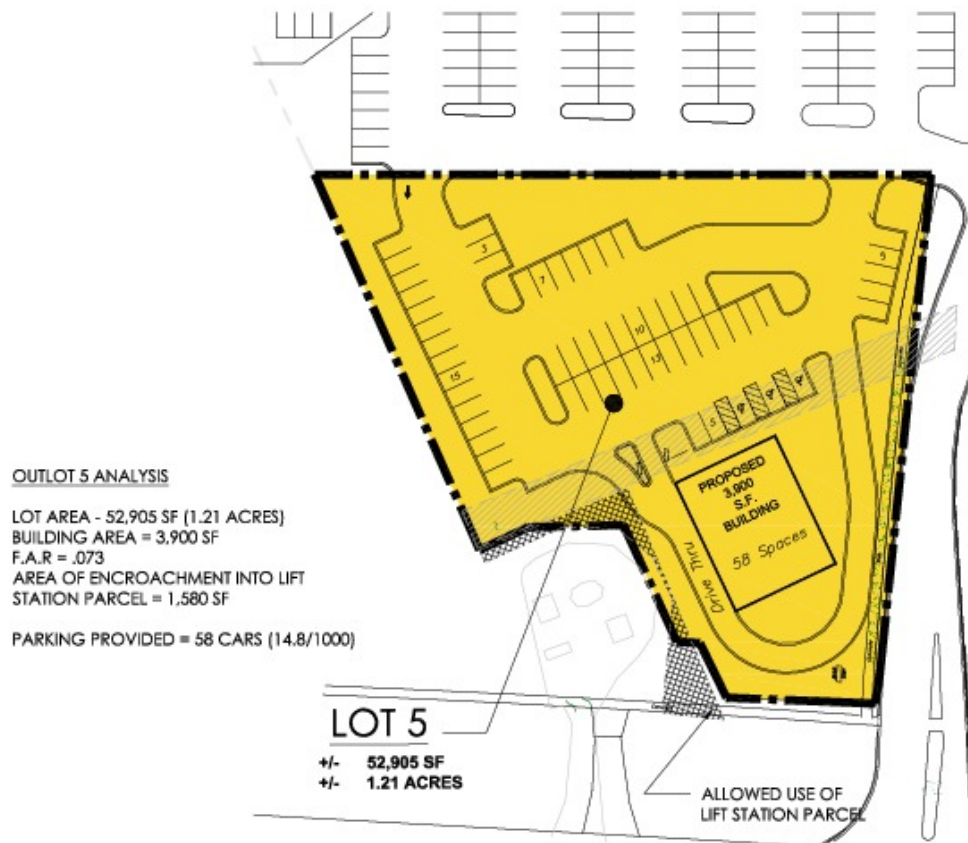 3
7
5
10
13
15
5
PROPOSED
3,900
S.F.
BUILDING
58 Spaces
Drive Thru
OUTLOT 5 ANALYSIS
LOT AREA - 52,905 SF (1.21 ACRES)
BUILDING AREA = 3,900 SF
F.A.R = .073
AREA OF ENCROACHMENT INTO LIFT
STATION PARCEL = 1,580 SF
PARKING PROVIDED = 58 CARS (14.8/1000)
LOT 5
+/- 52,905 SF
+/- 1.21 ACRES
ALLOWED USE OF
LIFT STATION PARCEL